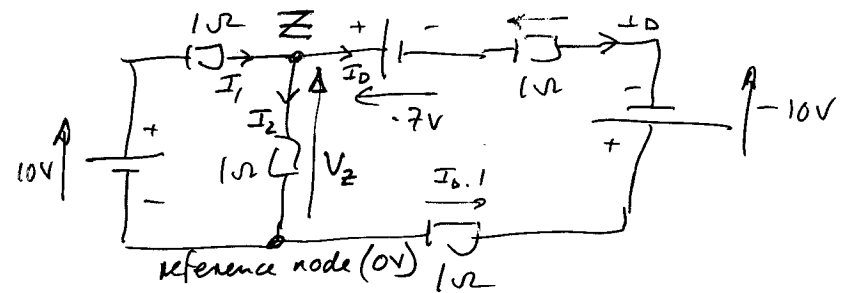 1Ω Z + - I_D
I_1 I_D 1Ω -
I_2 .7V - 10V
10V + 1Ω V_Z I_D.1 +
-
reference node (0V) 1Ω